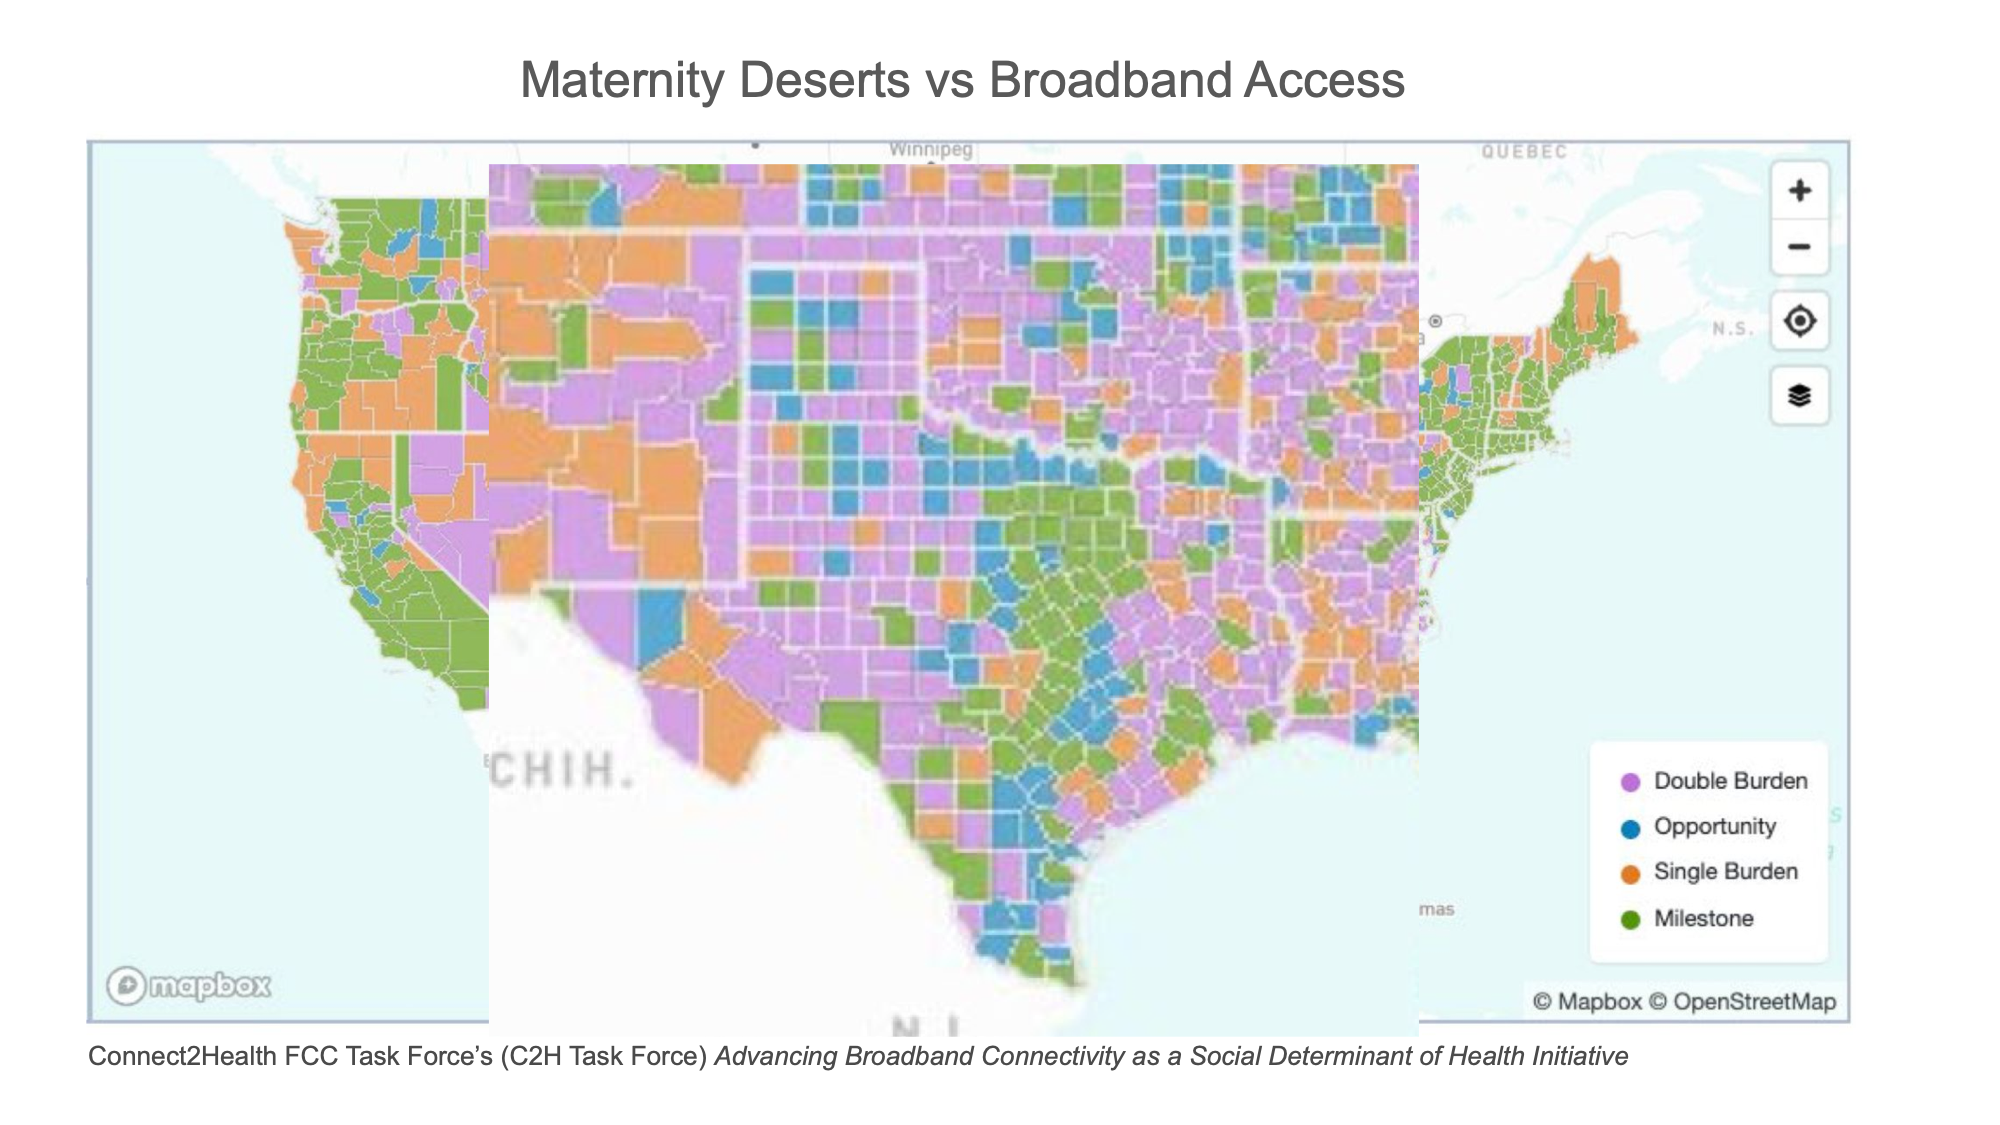 Maternity Deserts vs Broadband Access
Winnipeg
QUEBEC
N.S.
CHIH.
mas
Double Burden
Opportunity
Single Burden
Milestone
mapbox
© Mapbox © OpenStreetMap
Connect2Health FCC Task Force’s (C2H Task Force) Advancing Broadband Connectivity as a Social Determinant of Health Initiative